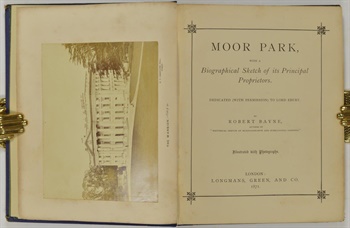 MOOR PARK,
WITH A
Biographical Sketch of its Principal
Proprietors.
BY
ROBERT BAYNE,
Illustrated with Photographs
LONDON:
LONGMANS, GREEN, AND CO.